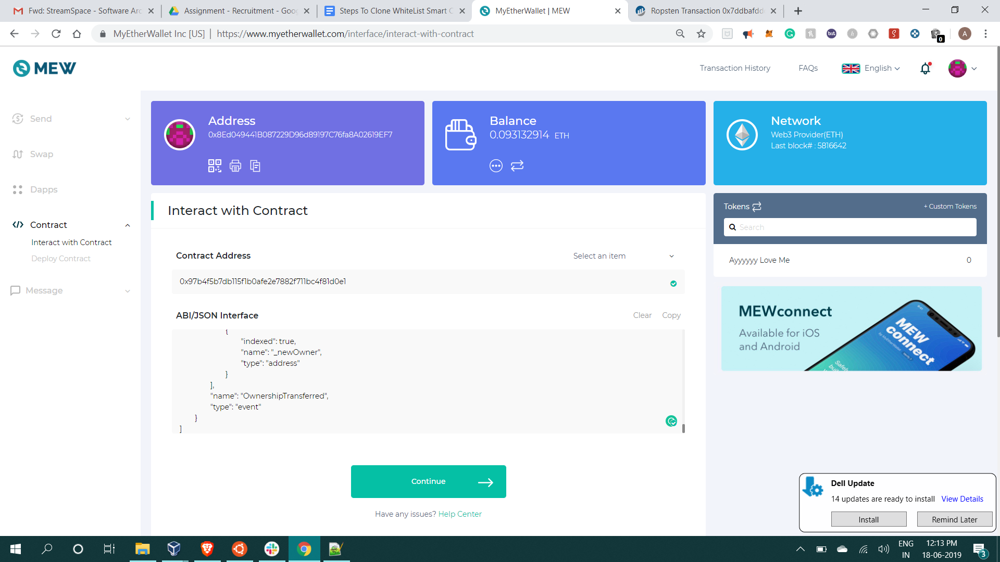 Fwd: StreamSpace - Software Arc
Assignment - Recruitment - Goog
Steps To Clone WhiteList Smart C
MyEtherWallet | MEW
Ropsten Transaction 0x7ddbafdd
MyEtherWallet Inc [US] | https://www.myetherwallet.com/interface/interact-with-contract
bit
0
A
MEW
Transaction History
FAQs
English
Send
Swap
Dapps
Contract
Interact with Contract
Deploy Contract
Message
Address
0x8Ed049441B087229D96d89197C76fa8A02619EF7
Balance
0.093132914 ETH
Network
Web3 Provider(ETH)
Last block# : 5816642
Interact with Contract
Contract Address
Select an item
0x97b4f5b7db115f1b0afe2e7882f711bc4f81d0e1
ABI/JSON Interface
Clear
Copy
{
"indexed": true,
"name": "_newOwner",
"type": "address"
}
],
"name": "OwnershipTransferred",
"type": "event"
}
]
Continue
Have any issues? Help Center
Tokens
+ Custom Tokens
Search
Ayyyyyy Love Me 0
MEWconnect
Available for iOS
and Android
MEW
connect
Dell Update
14 updates are ready to install View Details
Install
Remind Later
ENG
IN
12:13 PM
18-06-2019
3